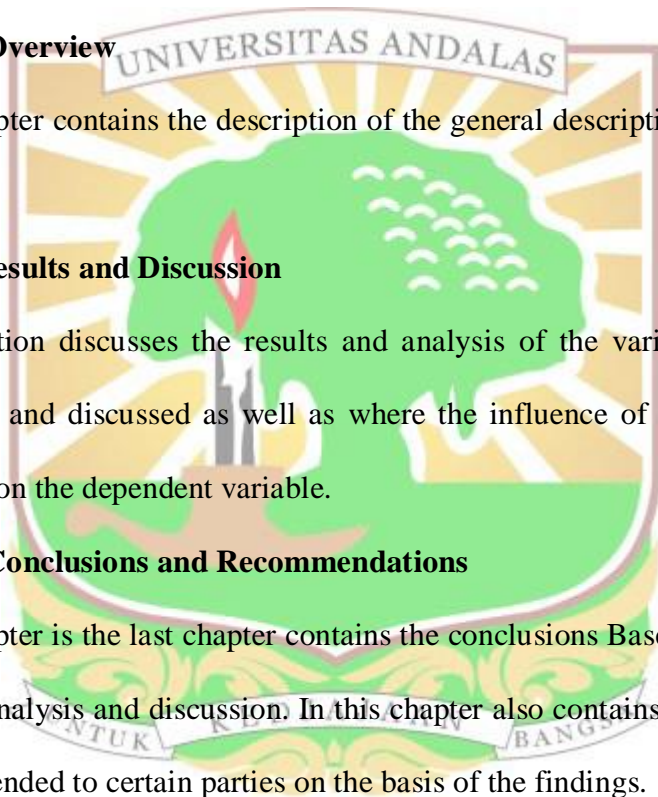 Overview
UNIVERSITAS ANDALAS
pter contains the description of the general descripti
esults and Discussion
tion discusses the results and analysis of the vari
and discussed as well as where the influence of
on the dependent variable.
Conclusions and Recommendations
pter is the last chapter contains the conclusions Base
nalysis and discussion. In this chapter also contains
UNTUK KEDJAJAAN BANGSA
ended to certain parties on the basis of the findings.